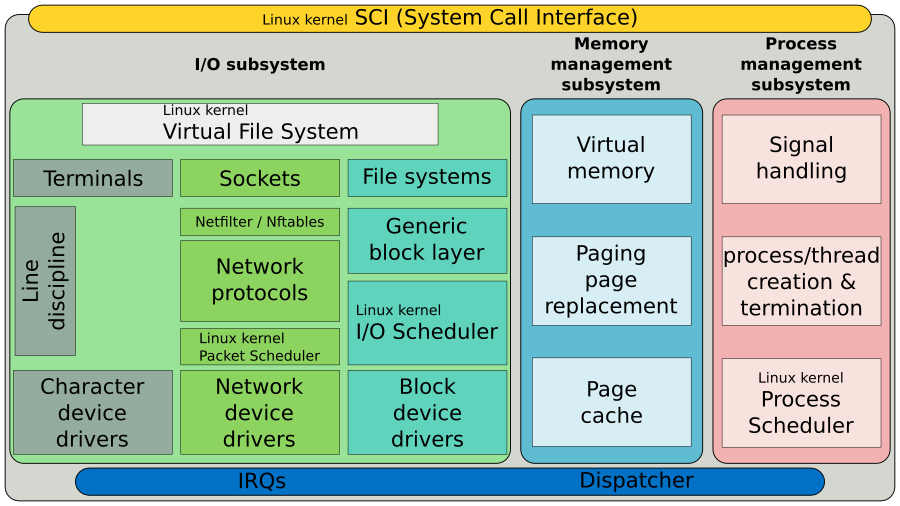 Linux kernel SCI (System Call Interface)
I/O subsystem
Memory
management
subsystem
Process
management
subsystem
Linux kernel
Virtual File System
Terminals
Sockets
File systems
Line
discipline
Netfilter / Nftables
Network
protocols
Linux kernel
Packet Scheduler
Generic
block layer
Linux kernel
I/O Scheduler
Character
device
drivers
Network
device
drivers
Block
device
drivers
Virtual
memory
Paging
page
replacement
Page
cache
Signal
handling
process/thread
creation &
termination
Linux kernel
Process
Scheduler
IRQs
Dispatcher